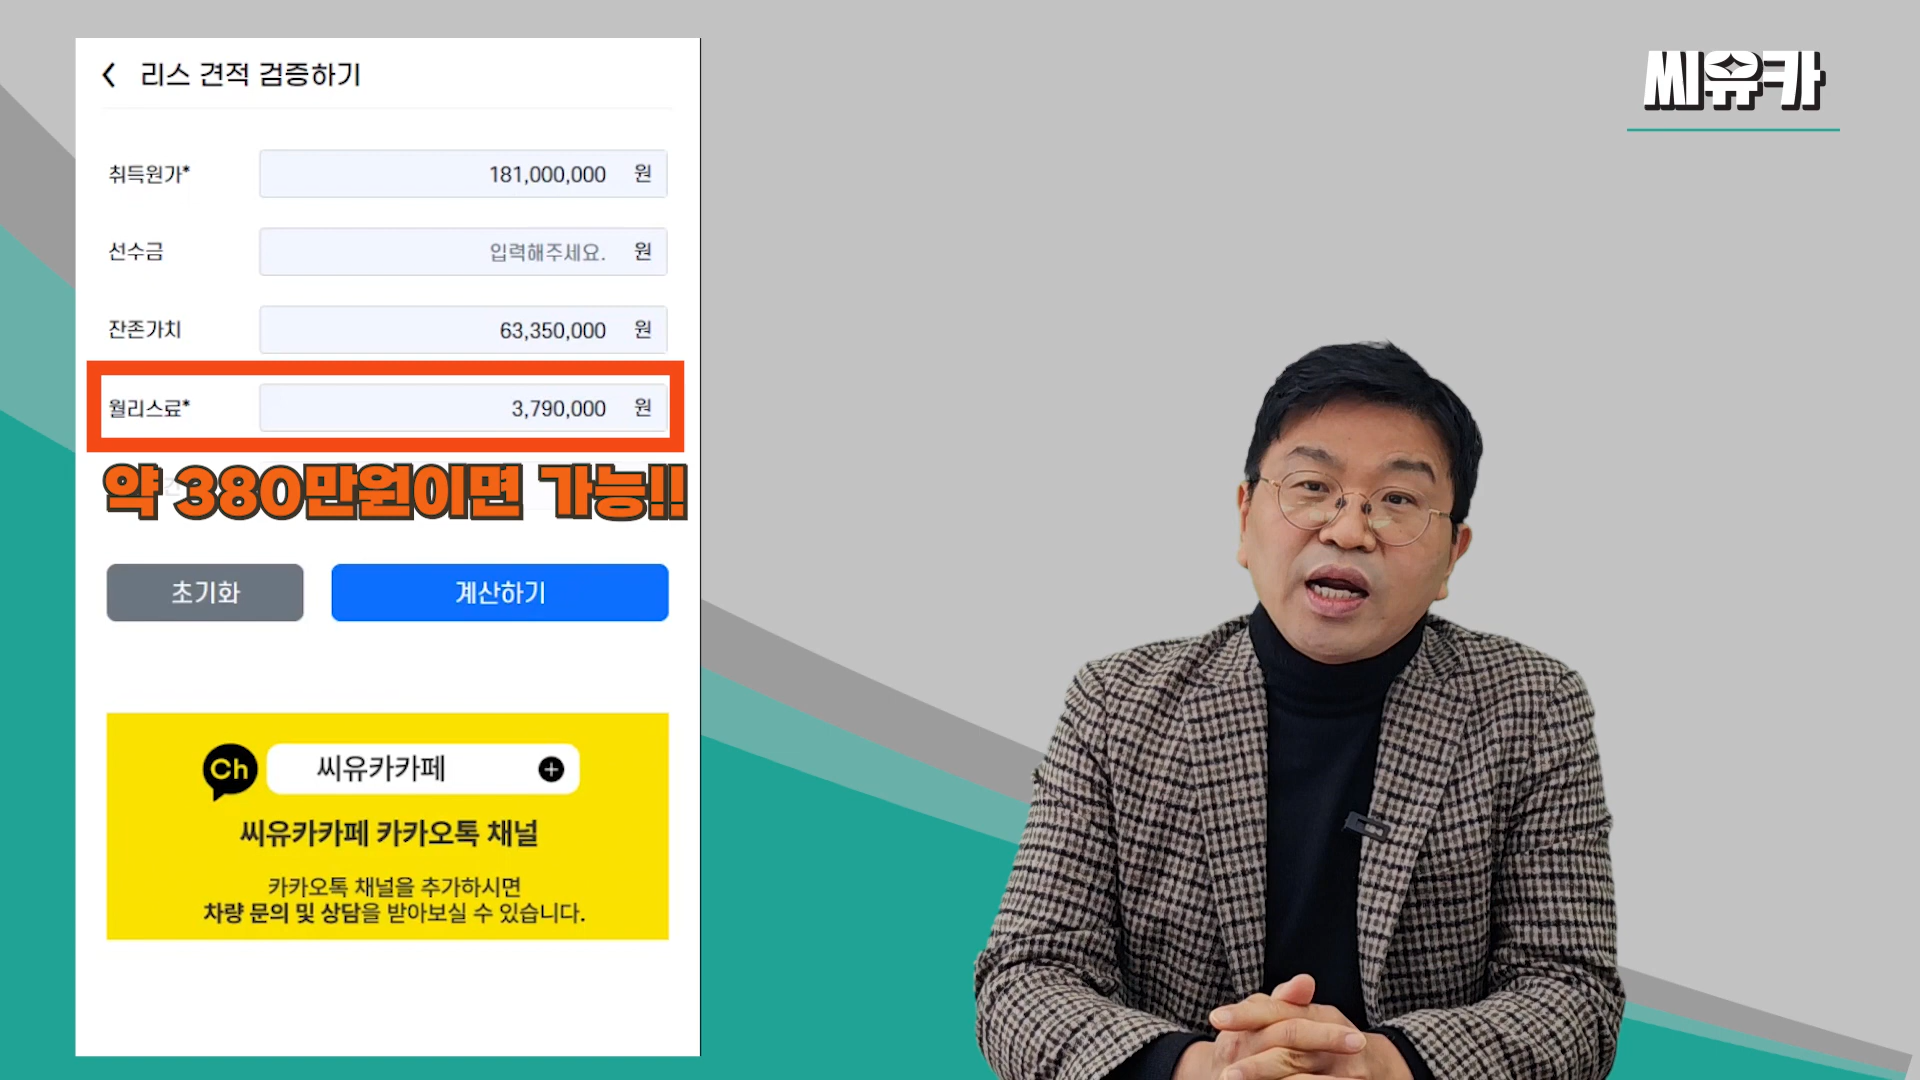 리스 견적 검증하기
취득원가* 181,000,000 원
선수금 입력해주세요. 원
잔존가치 63,350,000 원
월리스료* 3,790,000 원
약 380만원이면 가능!!
초기화 계산하기
Ch 씨유카카페
씨유카카페 카카오톡 채널
카카오톡 채널을 추가하시면
차량 문의 및 상담을 받아보실 수 있습니다.
씨유카